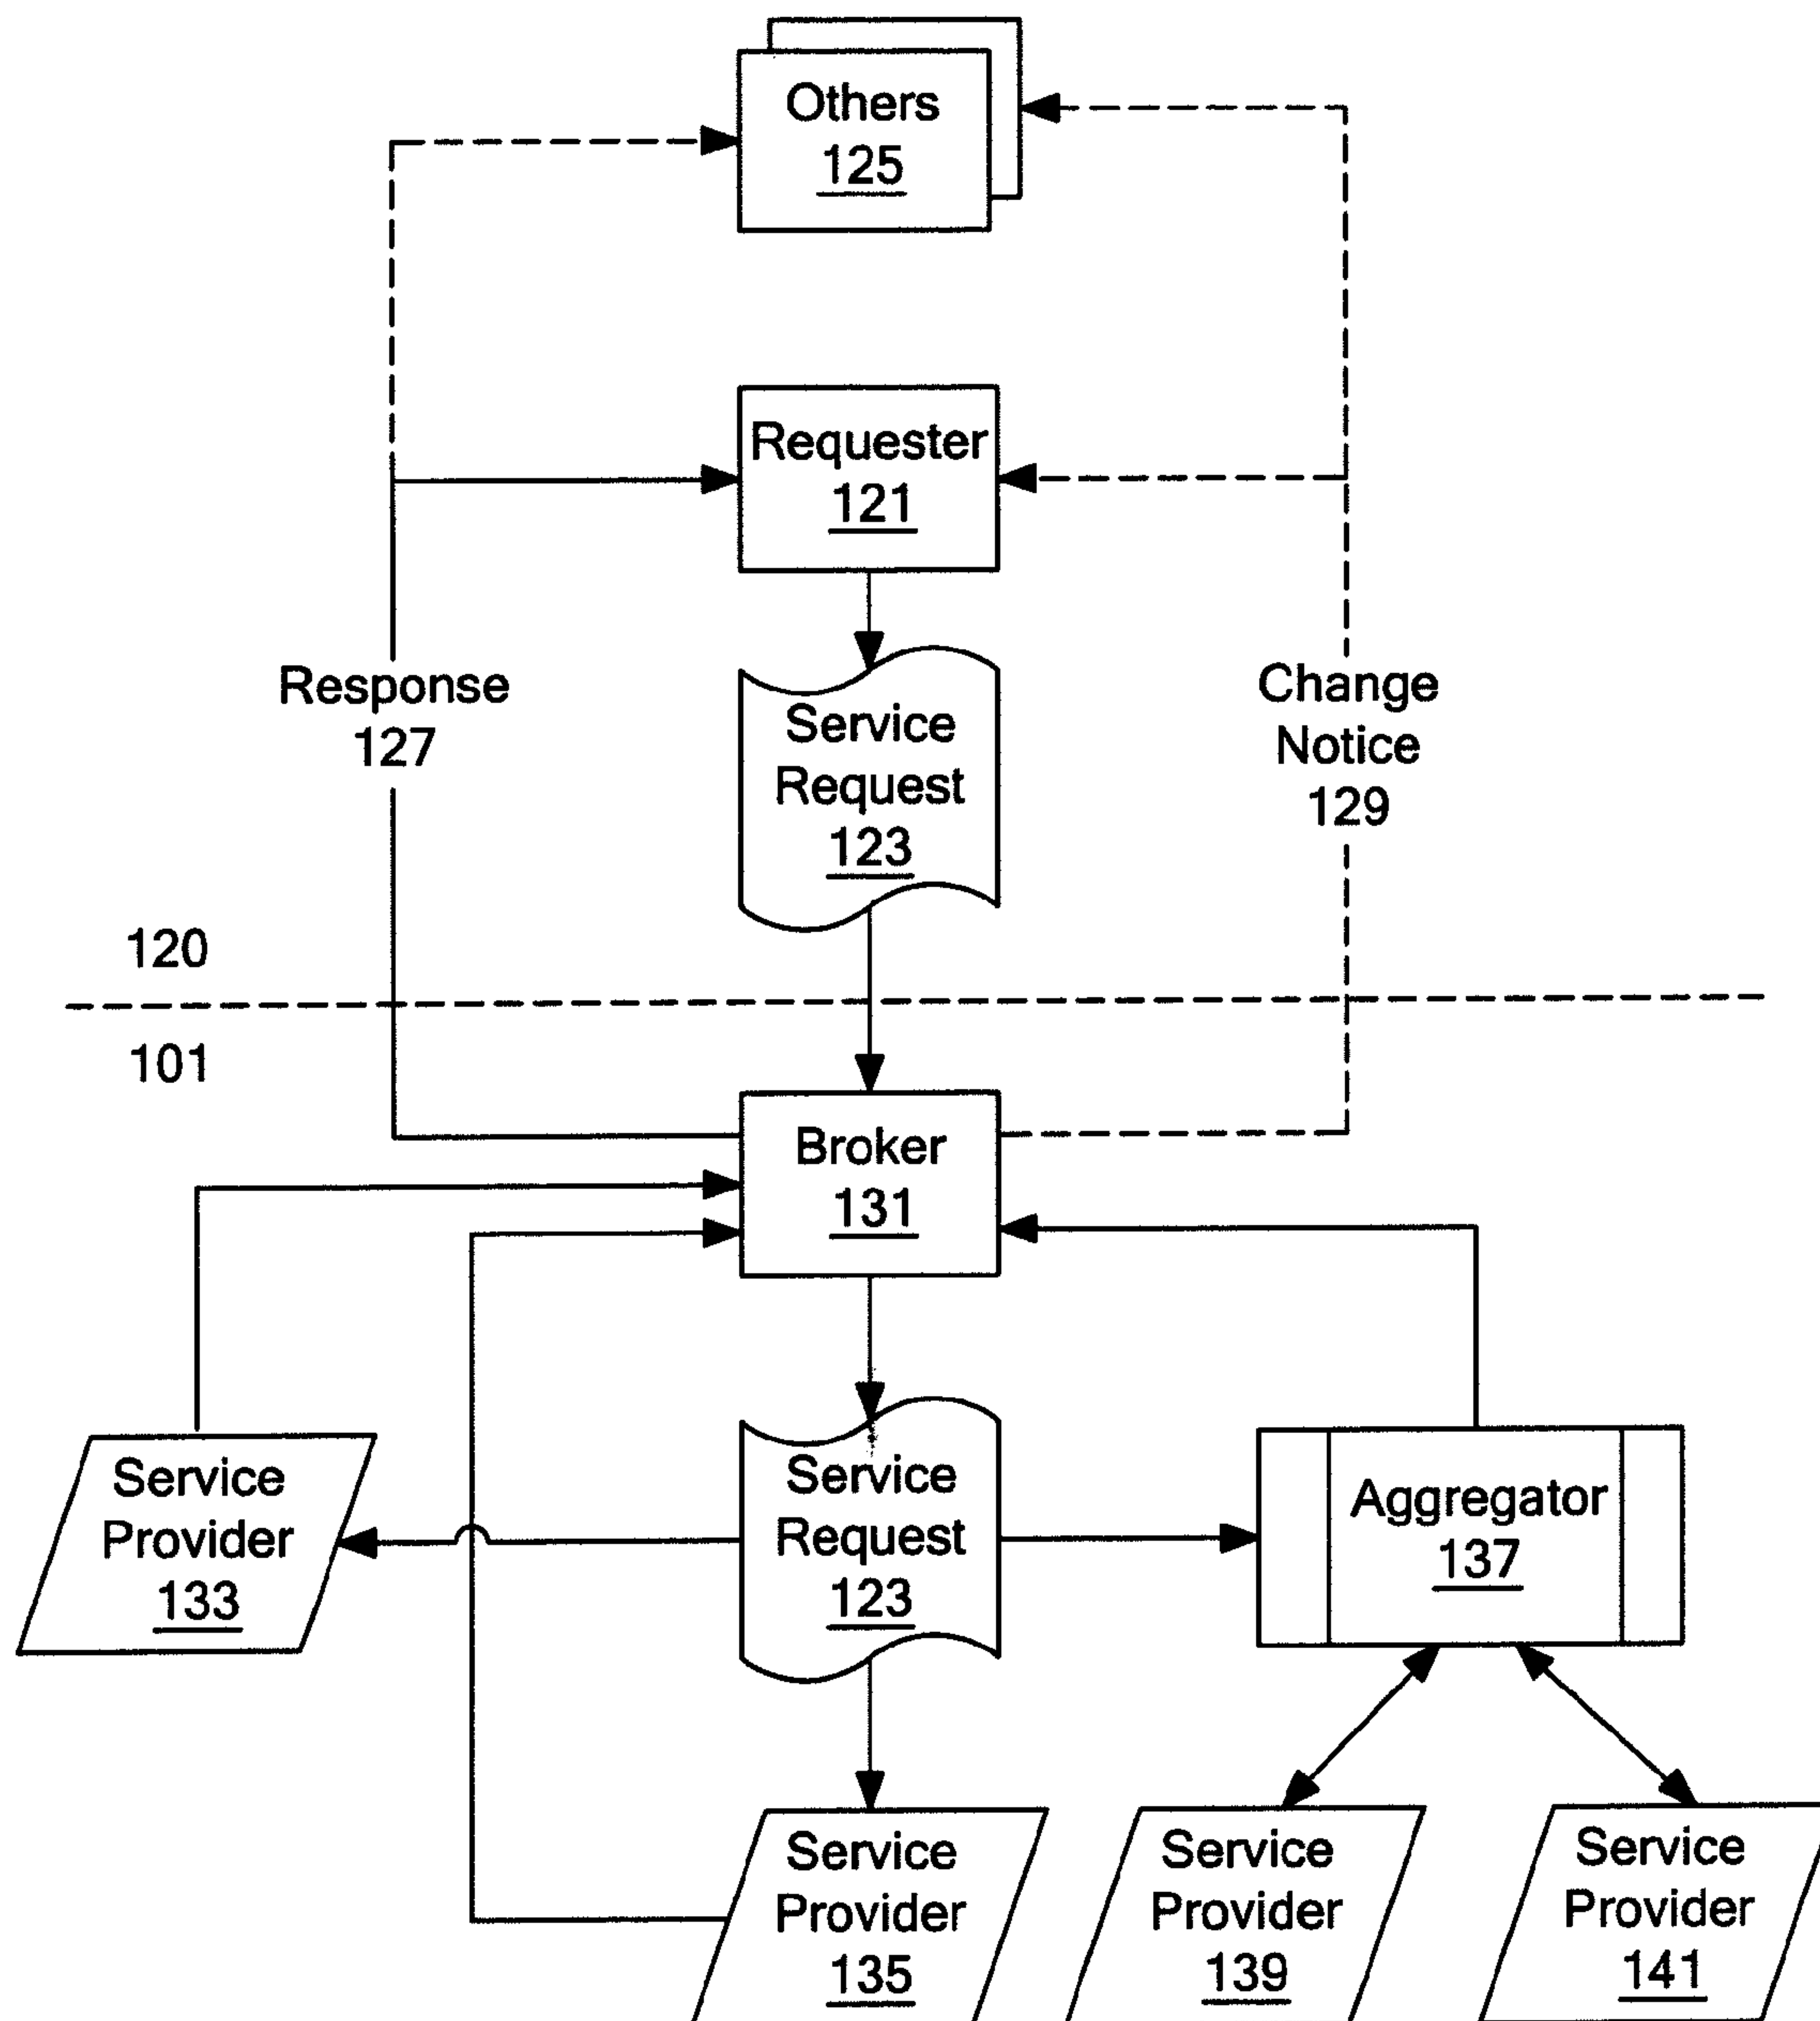 Others
125
Requester
121
Response
127
Service
Request
123
Change
Notice
129
120
101
Broker
131
Service
Provider
133
Service
Request
123
Aggregator
137
Service
Provider
135
Service
Provider
139
Service
Provider
141